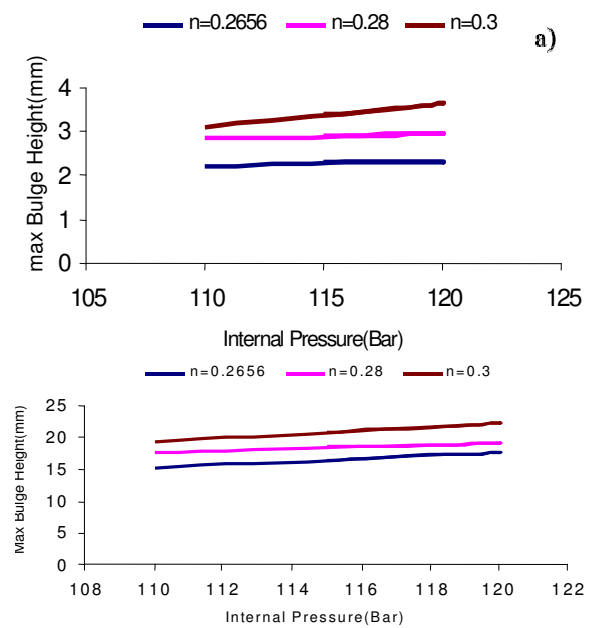 n=0.2656 n=0.28 n=0.3
a)
4
3
2
1
0
max Bulge Height(mm)
105 110 115 120 125
Internal Pressure(Bar)
n=0.2656 n=0.28 n=0.3
25
20
15
10
5
0
Max Bulge Height(mm)
108 110 112 114 116 118 120 122
Internal Pressure(Bar)